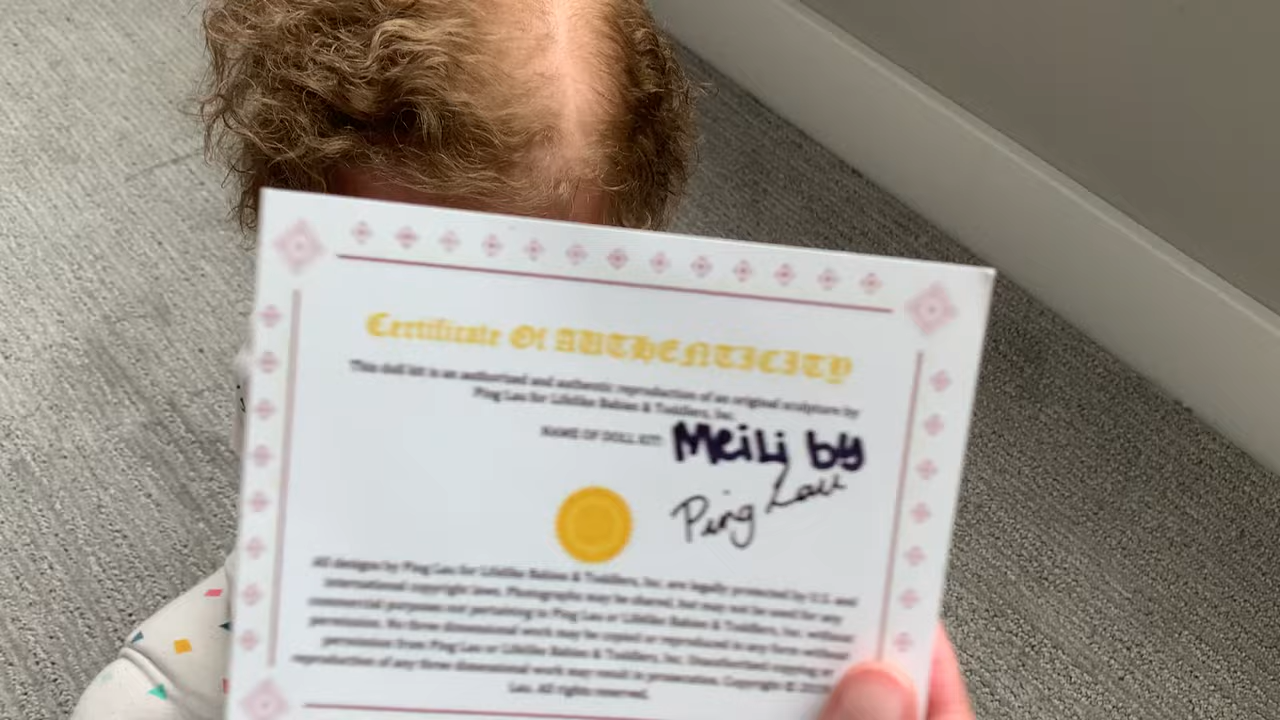 Certificate Of AUTHENTICITY
This doll kit is an authorized and authentic reproduction of an original sculpture by
Ping Lau for Lifelike Babies & Toddlers, Inc.
NAME OF DOLL KIT: MeiLi by
Ping Lau
All designs by Ping Lau for Lifelike Babies & Toddlers, Inc. are legally protected by U.S. and
international copyright laws. Photographs may be shared, but may not be used for any
commercial purposes not pertaining to Ping Lau or Lifelike Babies & Toddlers, Inc. without
permission. No three dimensional work may be copied or reproduced in any form without
permission from Ping Lau or Lifelike Babies & Toddlers, Inc. Unauthorized copying or
reproduction of any three dimensional work may result in prosecution. Copyright ©
Lau. All rights reserved.